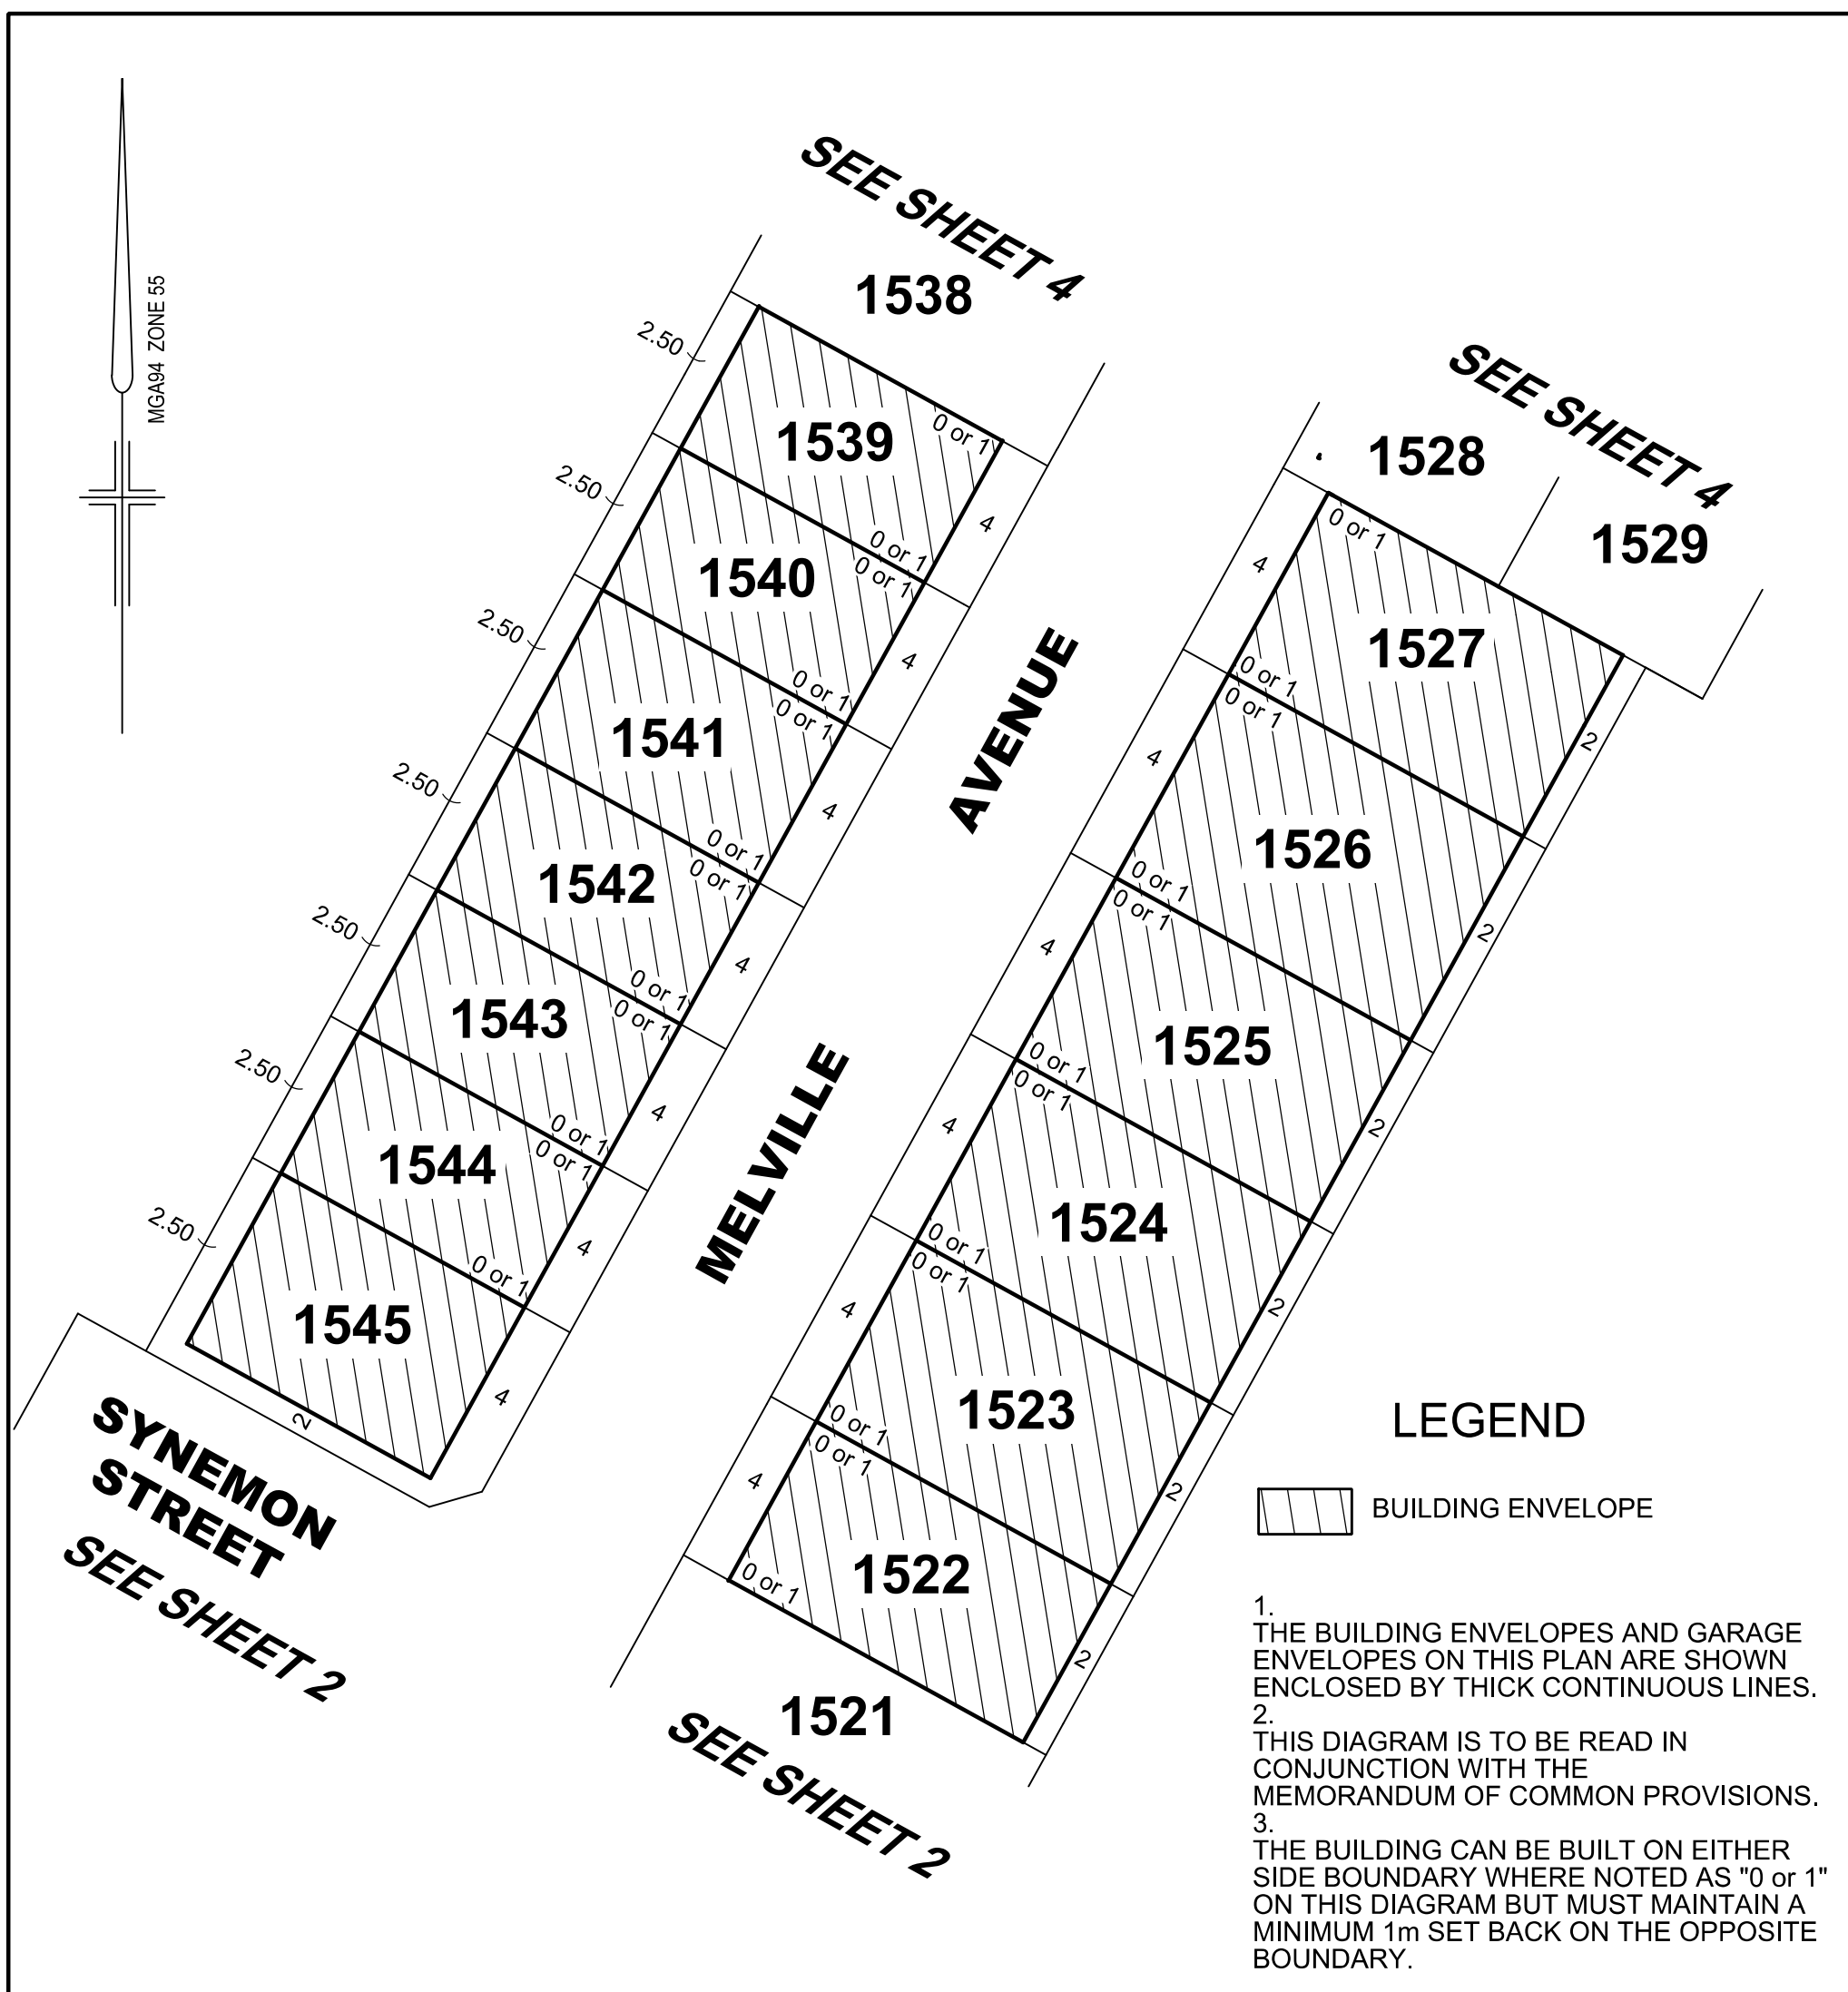 MGA94 ZONE 55
SEE SHEET 4
1538
SEE SHEET 4
1528
1529
2.50
1539
0 or 1
4
0 or 1
2.50
1540
0 or 1
4
0 or 1
2.50
1541
0 or 1
4
0 or 1
2.50
1542
0 or 1
4
0 or 1
2.50
1543
0 or 1
4
0 or 1
2.50
1544
0 or 1
4
0 or 1
2.50
1545
4
2
MELVILLE AVENUE
0 or 1
4
1527
2
0 or 1
0 or 1
4
1526
2
0 or 1
0 or 1
4
1525
2
0 or 1
0 or 1
4
1524
2
0 or 1
0 or 1
4
1523
2
0 or 1
0 or 1
4
1522
2
0 or 1
1521
SEE SHEET 2
SYNEMON
STREET
SEE SHEET 2
LEGEND
BUILDING ENVELOPE
1.
THE BUILDING ENVELOPES AND GARAGE
ENVELOPES ON THIS PLAN ARE SHOWN
ENCLOSED BY THICK CONTINUOUS LINES.
2.
THIS DIAGRAM IS TO BE READ IN
CONJUNCTION WITH THE
MEMORANDUM OF COMMON PROVISIONS.
3.
THE BUILDING CAN BE BUILT ON EITHER
SIDE BOUNDARY WHERE NOTED AS "0 or 1"
ON THIS DIAGRAM BUT MUST MAINTAIN A
MINIMUM 1m SET BACK ON THE OPPOSITE
BOUNDARY.